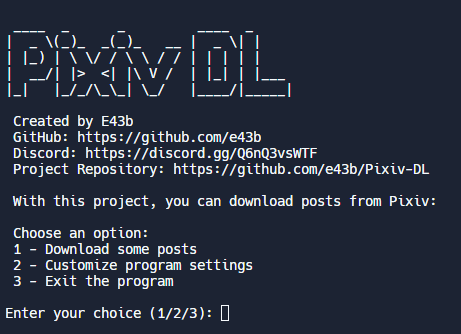 Pixiv DL
Created by E43b
GitHub: https://github.com/e43b
Discord: https://discord.gg/Q6nQ3vsWTF
Project Repository: https://github.com/e43b/Pixiv-DL
With this project, you can download posts from Pixiv:
Choose an option:
1 - Download some posts
2 - Customize program settings
3 - Exit the program
Enter your choice (1/2/3):